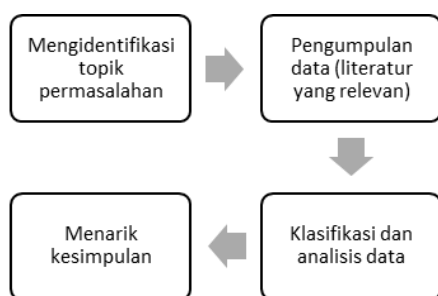 Mengidentifikasi
topik
permasalahan
Pengumpulan
data (literatur
yang relevan)
Klasifikasi dan
analisis data
Menarik
kesimpulan